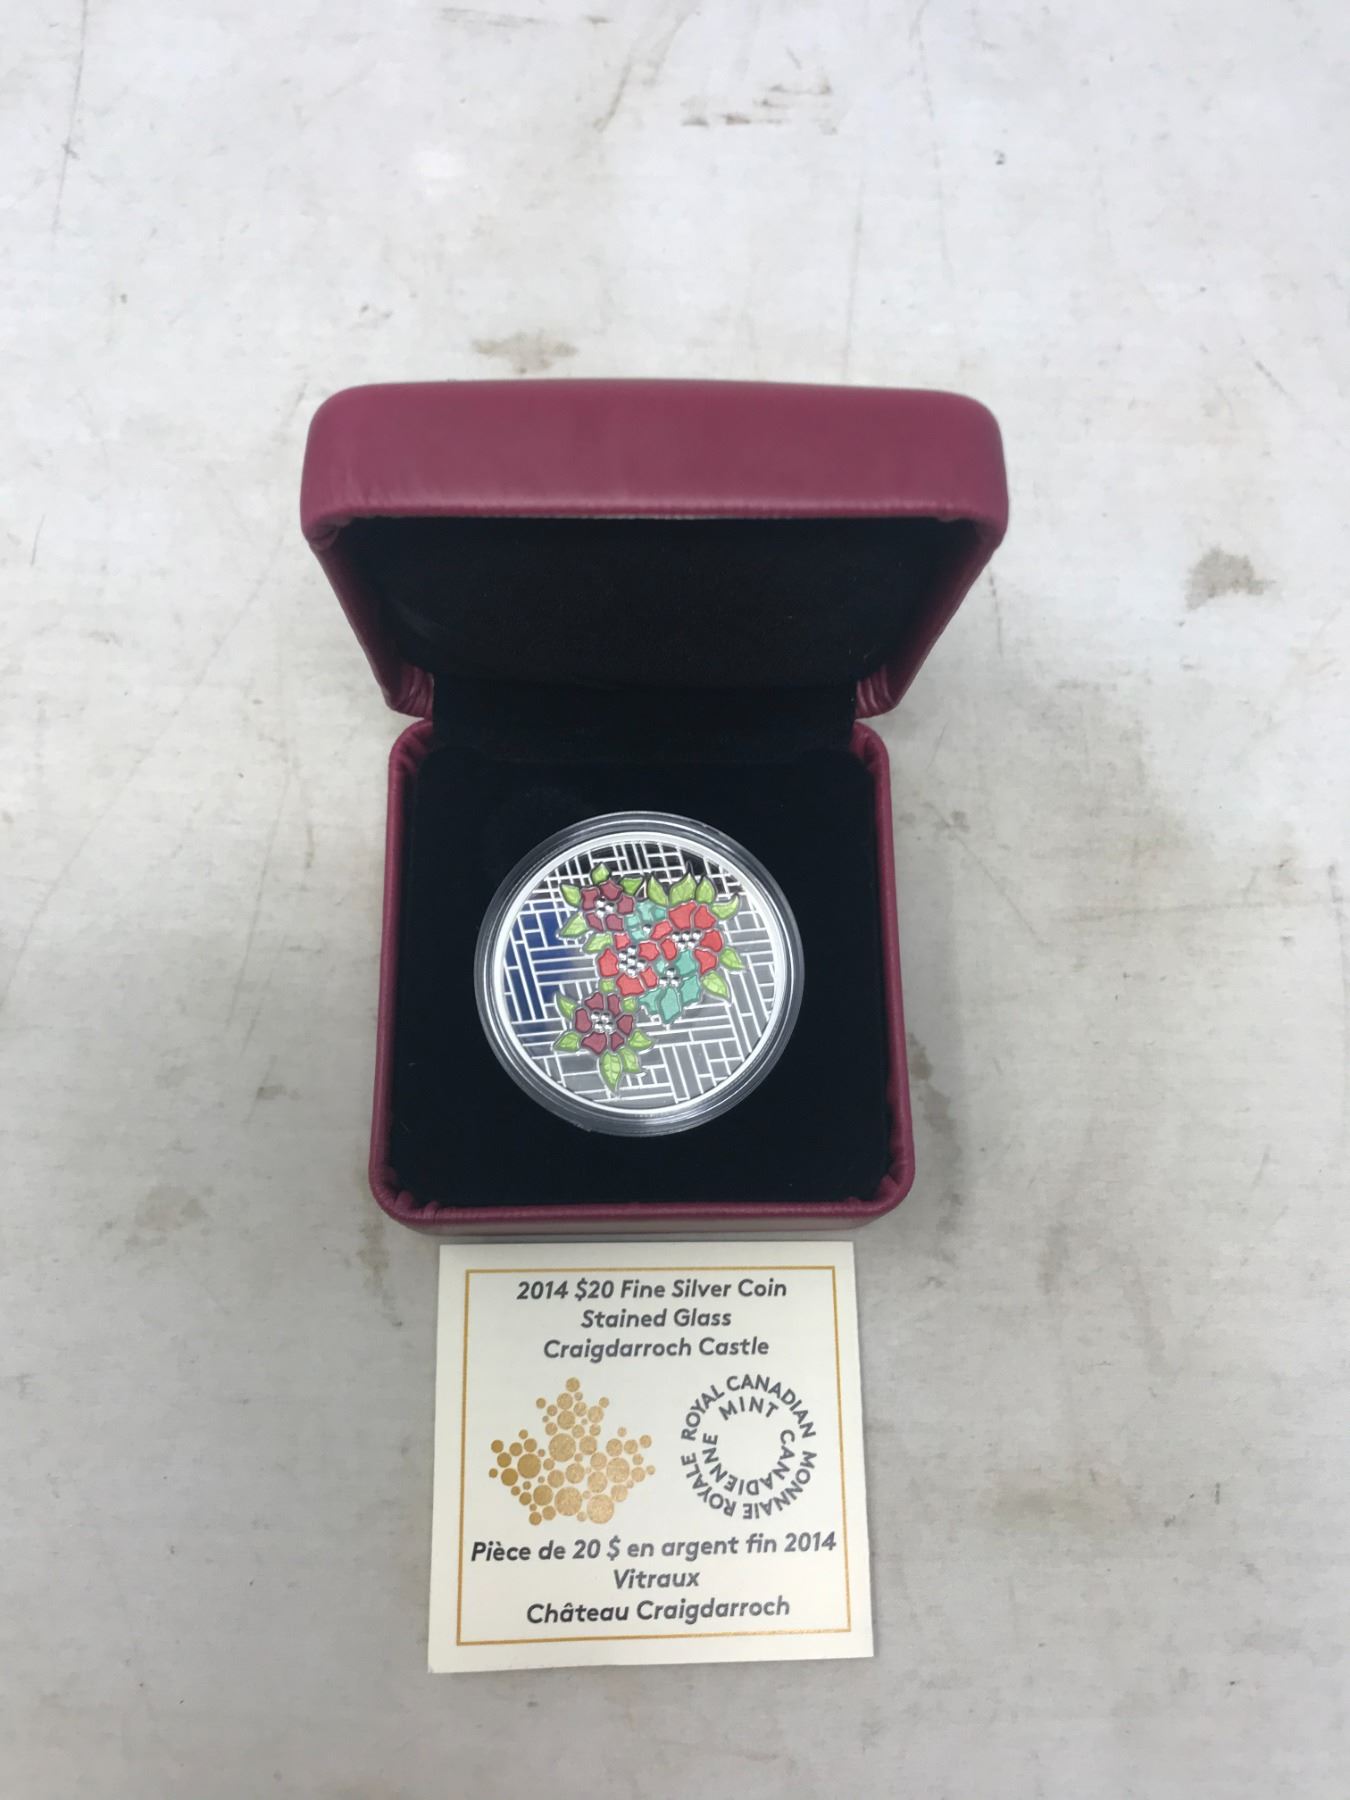 2014 $20 Fine Silver Coin
Stained Glass
Craigdarroch Castle
ROYAL CANADIAN MINT
MONNAIE ROYALE CANADIENNE
Pièce de 20 $ en argent fin 2014
Vitraux
Château Craigdarroch